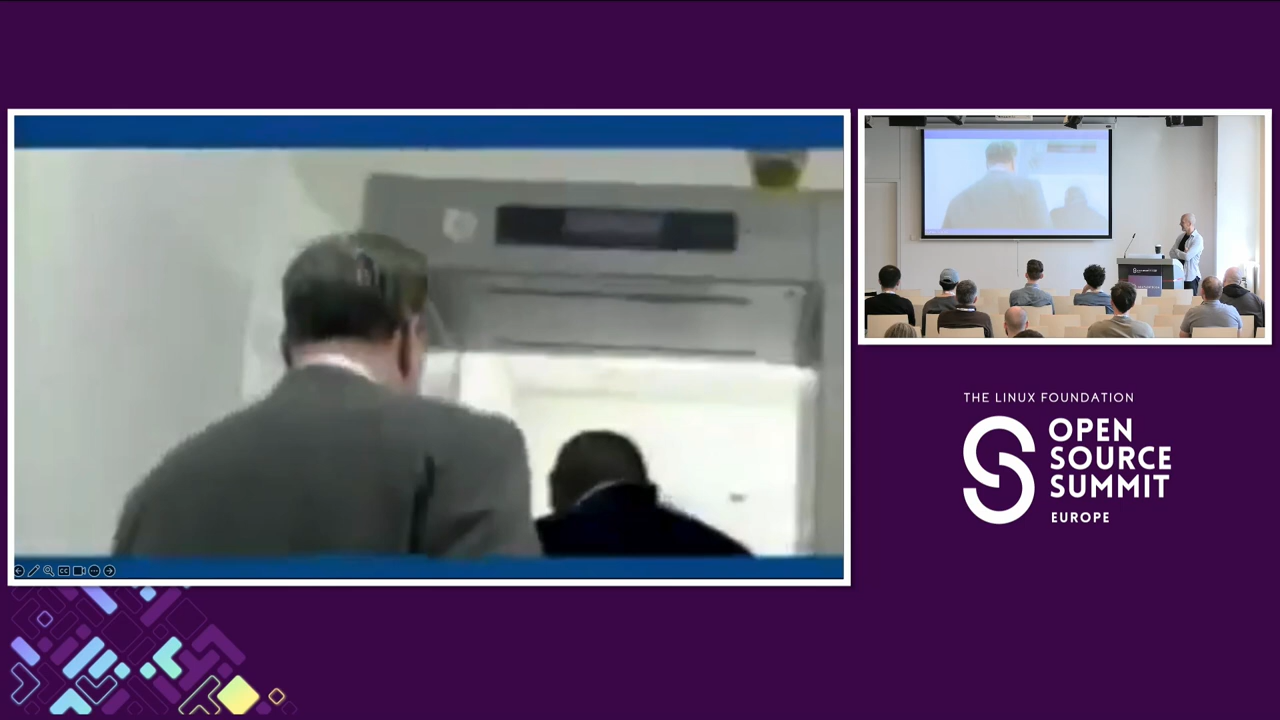 THE LINUX FOUNDATION
OPEN
SOURCE
SUMMIT
EUROPE